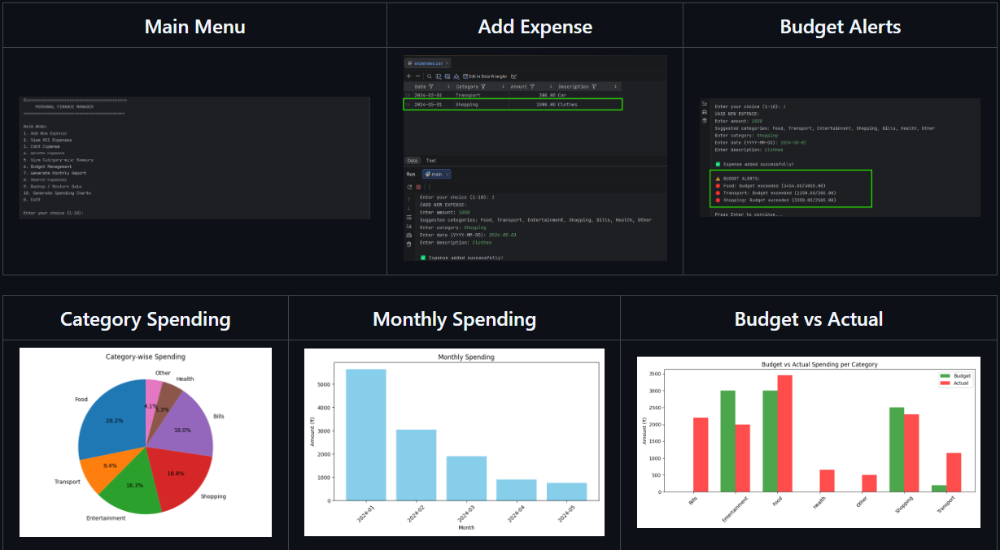 Main Menu
Add Expense
Budget Alerts
PERSONAL FINANCE MANAGER
MAIN MENU:
1. Add New Expense
2. View All Expenses
3. Edit Expense
4. Delete Expense
5. View Category-wise Summary
6. Budget Management
7. Generate Monthly Report
8. Search Expenses
9. Backup / Restore Data
10. Generate Spending Charts
0. Exit
Enter your choice (1-10):
expenses.csv
Edit in Data Wrangler
Date Category Amount Description
18 2024-02-01 Transport 200.00 Car
19 2024-05-01 Shopping 1000.00 Clothes
Data Text
Run main
Enter your choice (1-10): 1
ADD NEW EXPENSE:
Enter amount: 1000
Suggested categories: Food, Transport, Entertainment, Shopping, Bills, Health, Other
Enter category: Shopping
Enter date (YYYY-MM-DD): 2024-05-01
Enter description: Clothes
Expense added successfully!
Enter your choice (1-10): 1
ADD NEW EXPENSE:
Enter amount: 1000
Suggested categories: Food, Transport, Entertainment, Shopping, Bills, Health, Other
Enter category: Shopping
Enter date (YYYY-MM-DD): 2024-05-01
Enter description: Clothes
Expense added successfully!
BUDGET ALERTS:
Food: Budget exceeded (3454.00/3000.00)
Transport: Budget exceeded (1150.00/200.00)
Shopping: Budget exceeded (3300.00/2500.00)
Press Enter to continue...
Category Spending
Monthly Spending
Budget vs Actual
Category-wise Spending
Other
Health
Food
Bills
4.1%
5.3%
28.2%
18.0%
9.4%
18.8%
16.3%
Transport
Shopping
Entertainment
Monthly Spending
Amount (₹)
5000
4000
3000
2000
1000
0
2024-01
2024-02
2024-03
2024-04
2024-05
Month
Budget vs Actual Spending per Category
Budget
Actual
Amount (₹)
3500
3000
2500
2000
1500
1000
500
0
Bills
Entertainment
Food
Health
Other
Shopping
Transport